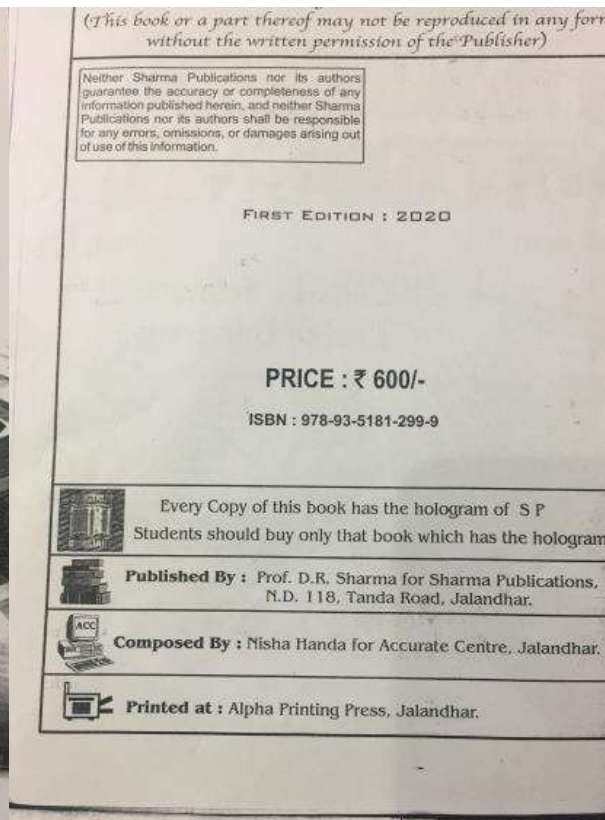 (This book or a part thereof may not be reproduced in any form
without the written permission of the Publisher)
Neither Sharma Publications nor its authors
guarantee the accuracy or completeness of any
information published herein, and neither Sharma
Publications nor its authors shall be responsible
for any errors, omissions, or damages arising out
of use of this information.
FIRST EDITION : 2020
PRICE : ₹ 600/-
ISBN : 978-93-5181-299-9
Every Copy of this book has the hologram of S P
Students should buy only that book which has the hologram
Published By : Prof. D.R. Sharma for Sharma Publications,
N.D. 118, Tanda Road, Jalandhar.
ACC
Composed By : Nisha Handa for Accurate Centre, Jalandhar.
Printed at : Alpha Printing Press, Jalandhar.